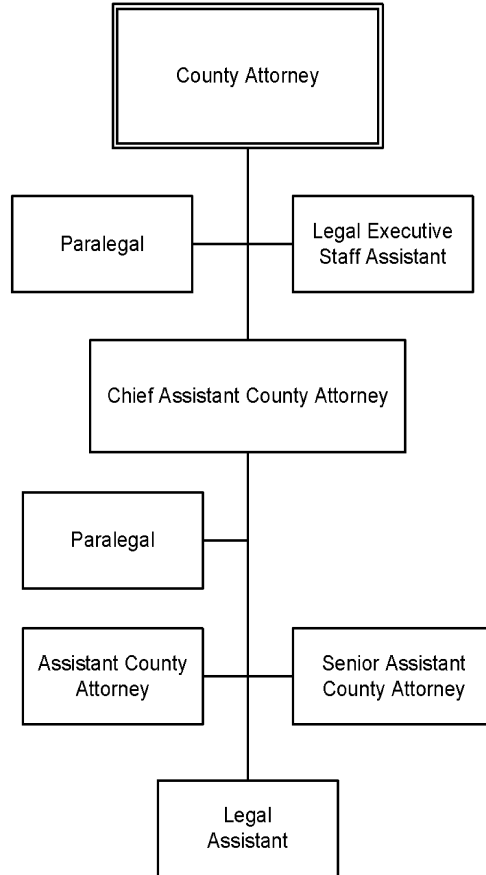 County Attorney
Paralegal
Legal Executive
Staff Assistant
Chief Assistant County Attorney
Paralegal
Assistant County
Attorney
Senior Assistant
County Attorney
Legal
Assistant